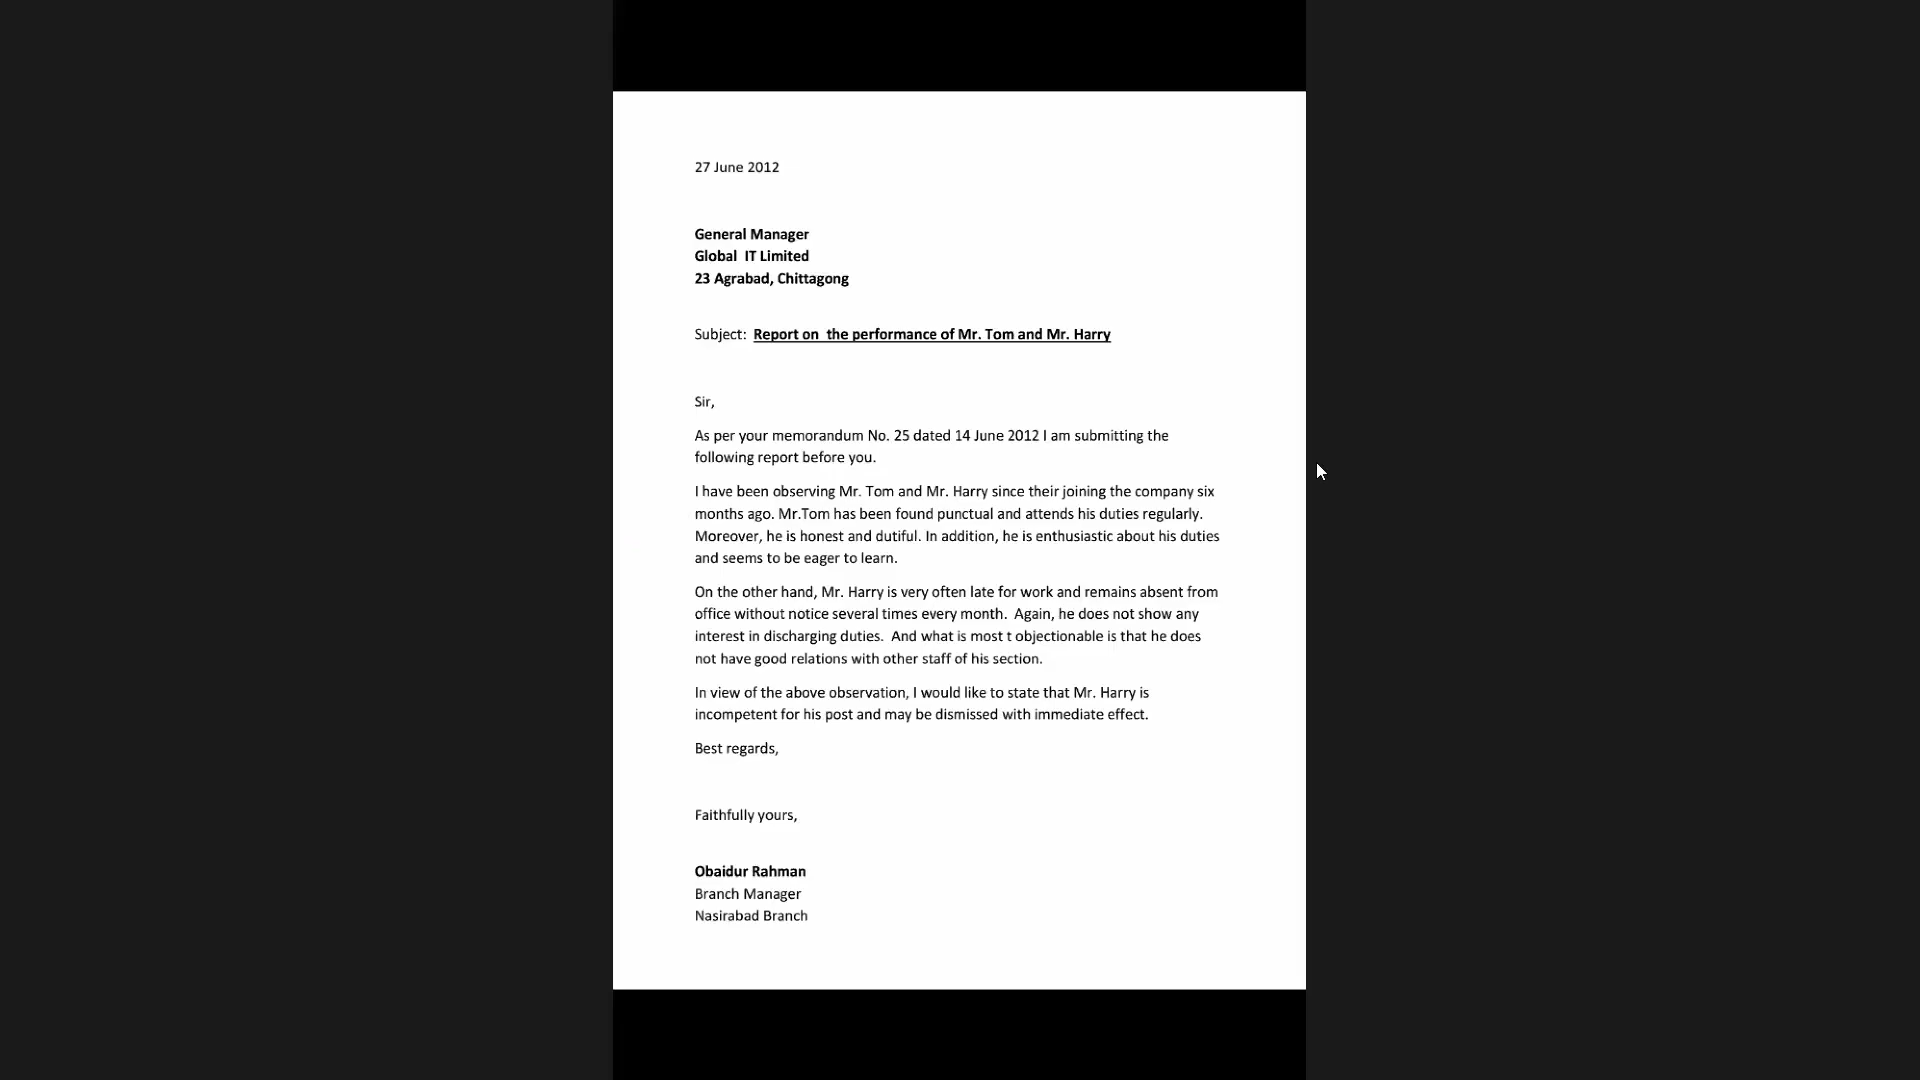 27 June 2012
General Manager
Global  IT Limited
23 Agrabad, Chittagong
Subject:  Report on  the performance of Mr. Tom and Mr. Harry
Sir,
As per your memorandum No. 25 dated 14 June 2012 I am submitting the
following report before you.
I have been observing Mr. Tom and Mr. Harry since their joining the company six
months ago. Mr.Tom has been found punctual and attends his duties regularly.
Moreover, he is honest and dutiful. In addition, he is enthusiastic about his duties
and seems to be eager to learn.
On the other hand, Mr. Harry is very often late for work and remains absent from
office without notice several times every month.  Again, he does not show any
interest in discharging duties.  And what is most t objectionable is that he does
not have good relations with other staff of his section.
In view of the above observation, I would like to state that Mr. Harry is
incompetent for his post and may be dismissed with immediate effect.
Best regards,
Faithfully yours,
Obaidur Rahman
Branch Manager
Nasirabad Branch